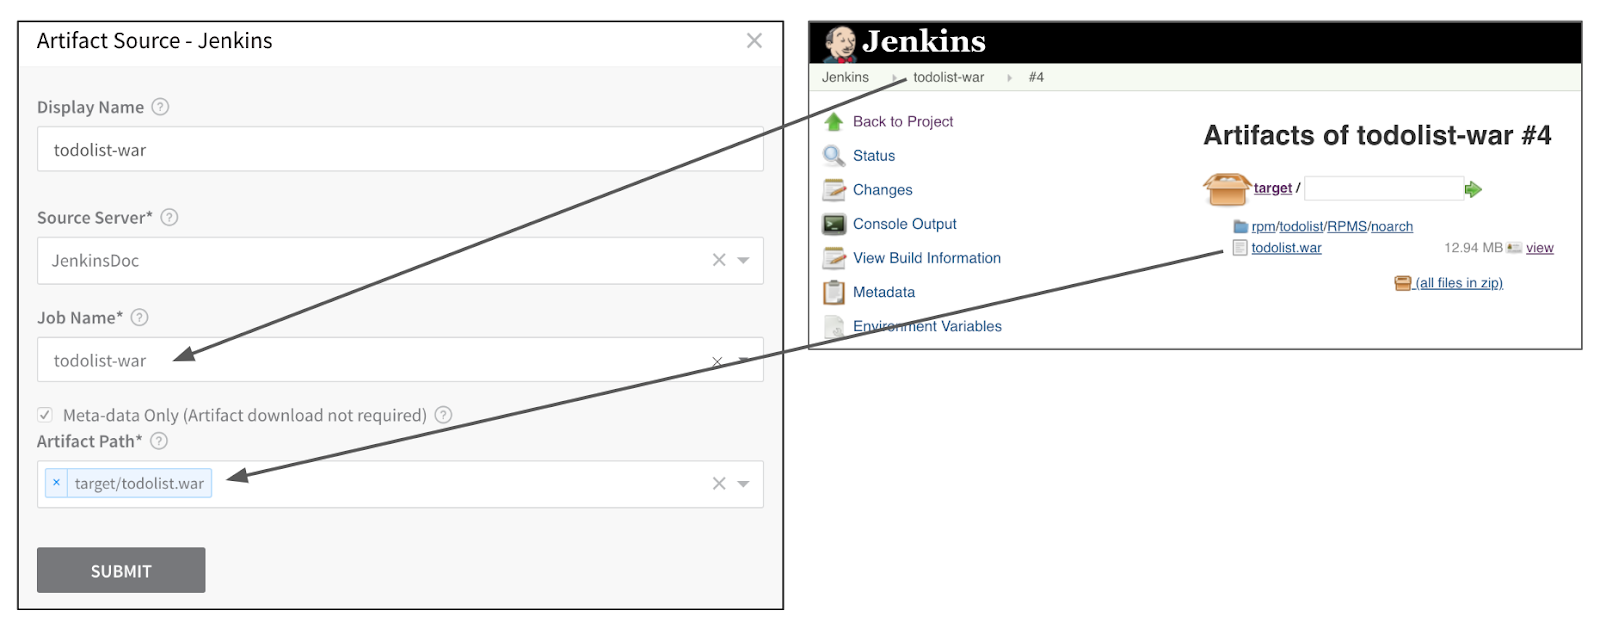 Artifact Source - Jenkins
Display Name
todolist-war
Source Server*
JenkinsDoc
Job Name*
todolist-war
Meta-data Only (Artifact download not required)
Artifact Path*
target/todolist.war
SUBMIT
Jenkins
Jenkins todolist-war #4
Back to Project
Status
Changes
Console Output
View Build Information
Metadata
Environment Variables
Artifacts of todolist-war #4
target /
rpm/todolist/RPMS/noarch
todolist.war 12.94 MB view
(all files in zip)